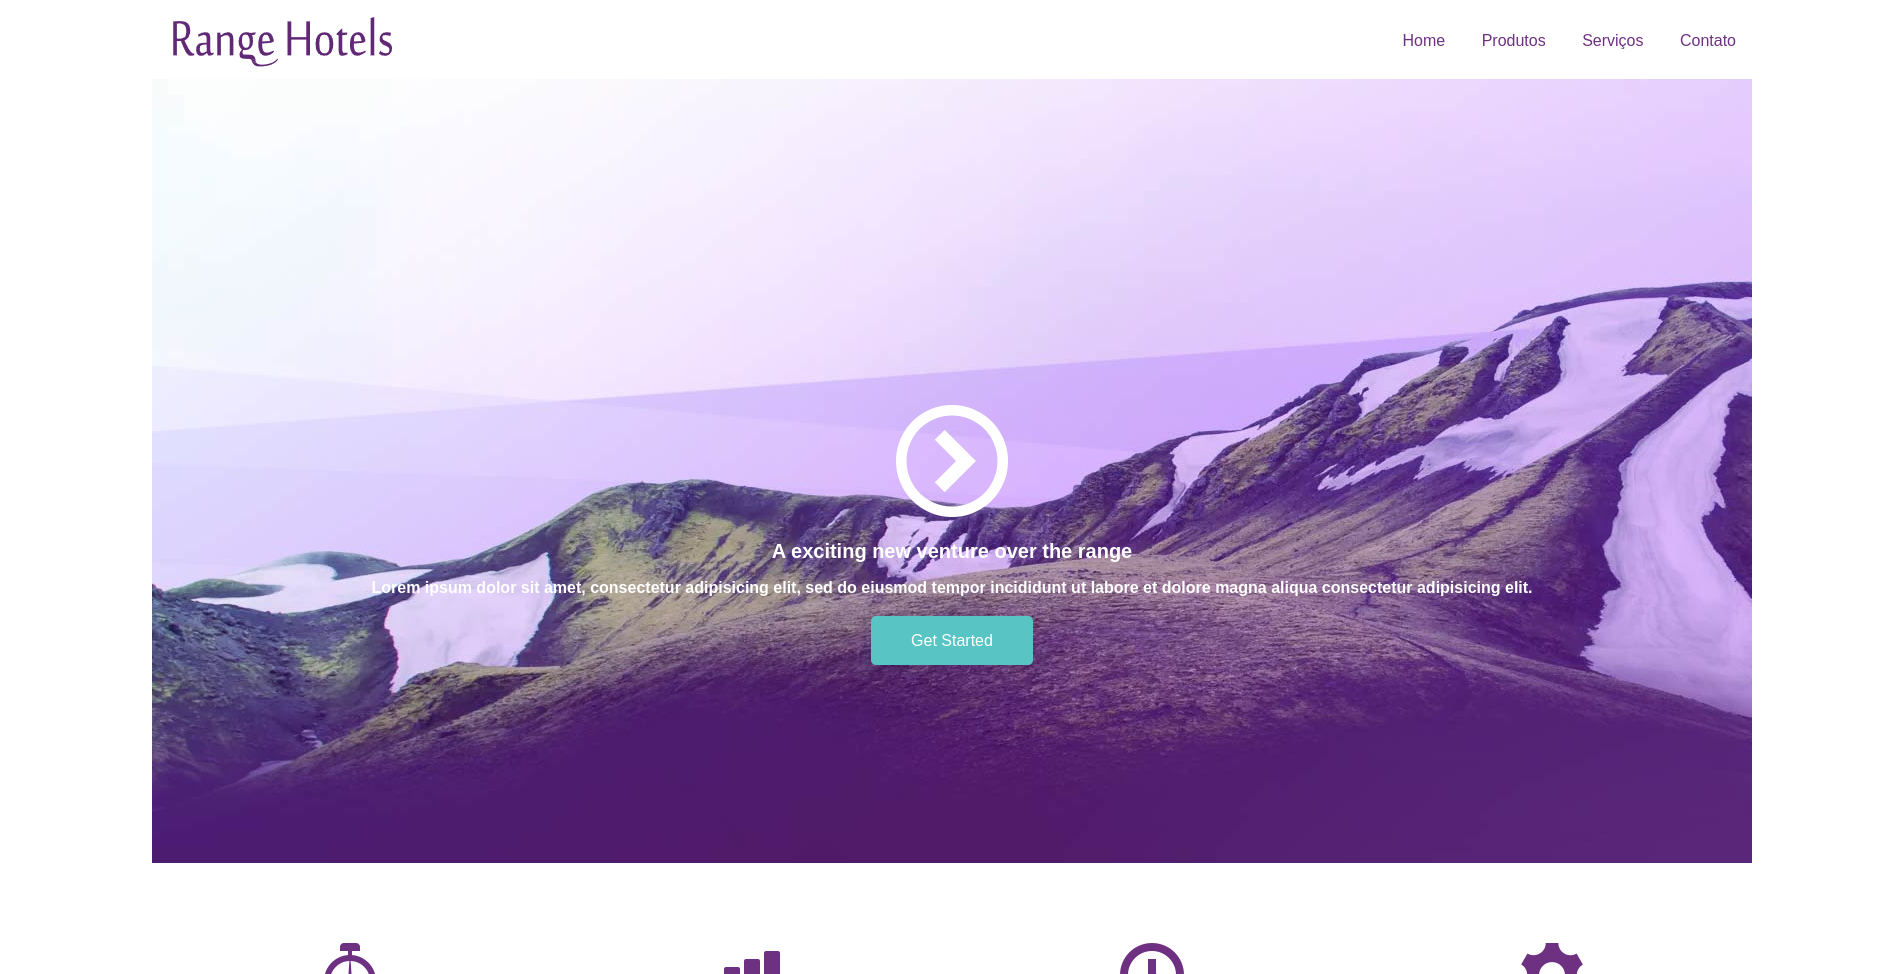 Range Hotels
Home Produtos Serviços Contato
A exciting new venture over the range
Lorem ipsum dolor sit amet, consectetur adipisicing elit, sed do eiusmod tempor incididunt ut labore et dolore magna aliqua consectetur adipisicing elit.
Get Started